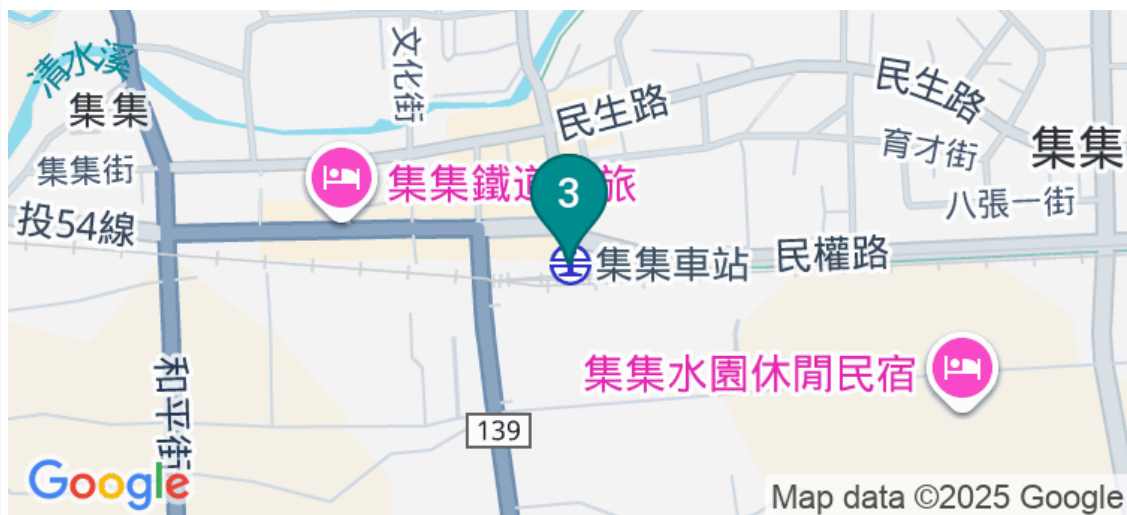 清水溪
集集
文化街
民生路
民生路
育才街
集集
集集街
集集鐵道
旅
3
八張一街
投54線
集集車站
民權路
和平街
集集水園休閒民宿
139
Google
Map data ©2025 Google